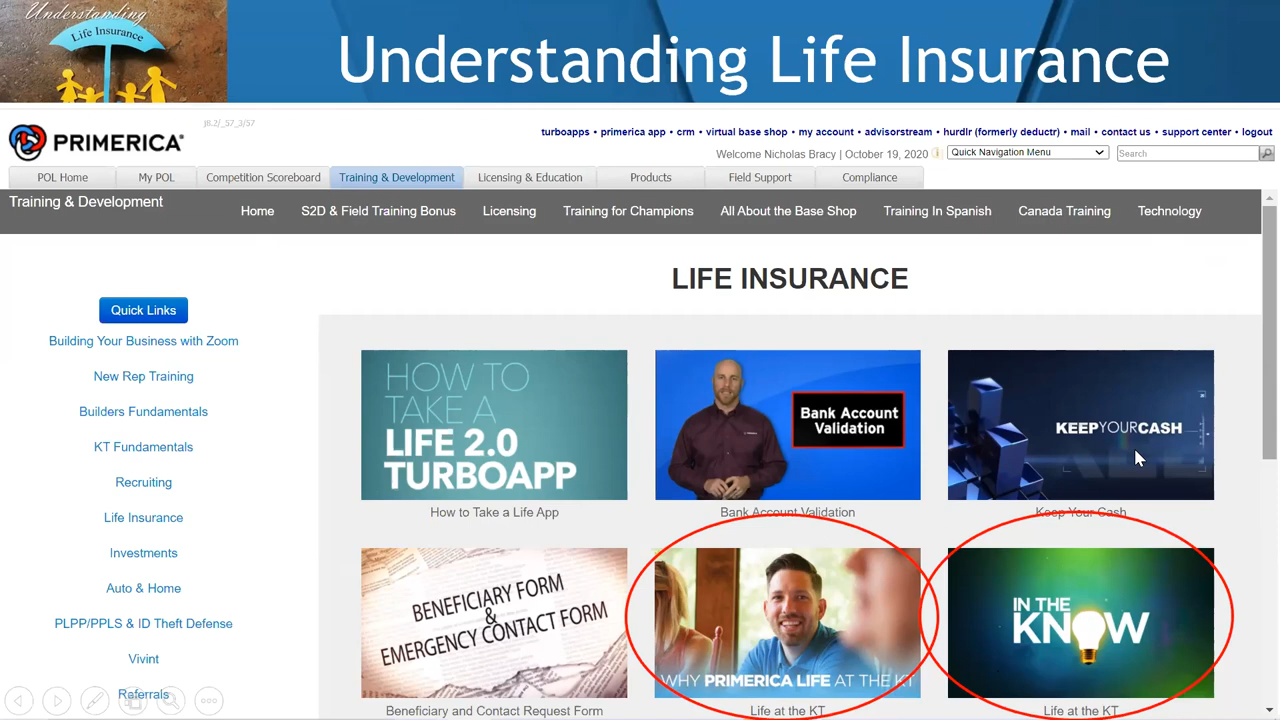 Understanding
Life Insurance
Understanding Life Insurance
PRIMERICA
j8.2/_57_3/57
turboapps • primerica app • crm • virtual base shop • my account • advisorstream • hurdlr (formerly deductr) • mail • contact us • support center • logout
Welcome Nicholas Bracy | October 19, 2020
Quick Navigation Menu
Search
POL Home
My POL
Competition Scoreboard
Training & Development
Licensing & Education
Products
Field Support
Compliance
Training & Development
Home
S2D & Field Training Bonus
Licensing
Training for Champions
All About the Base Shop
Training In Spanish
Canada Training
Technology
LIFE INSURANCE
Quick Links
Building Your Business with Zoom
New Rep Training
Builders Fundamentals
KT Fundamentals
Recruiting
Life Insurance
Investments
Auto & Home
PLPP/PPLS & ID Theft Defense
Vivint
Referrals
HOW TO
TAKE A
LIFE 2.0
TURBOAPP
How to Take a Life App
Bank Account
Validation
Bank Account Validation
KEEPYOURCASH
Keep Your Cash
BENEFICIARY FORM
&
EMERGENCY CONTACT FORM
Beneficiary and Contact Request Form
WHY PRIMERICA LIFE AT THE KT
Life at the KT
IN THE
KNOW
Life at the KT